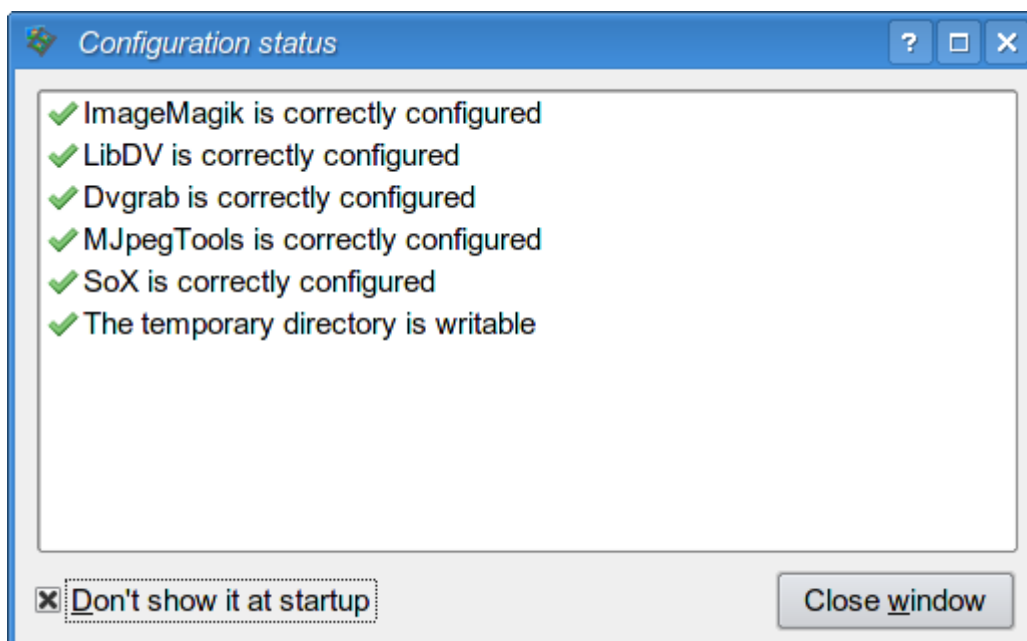 Configuration status
?
ImageMagik is correctly configured
LibDV is correctly configured
Dvgrab is correctly configured
MJpegTools is correctly configured
SoX is correctly configured
The temporary directory is writable
Don't show it at startup
Close window